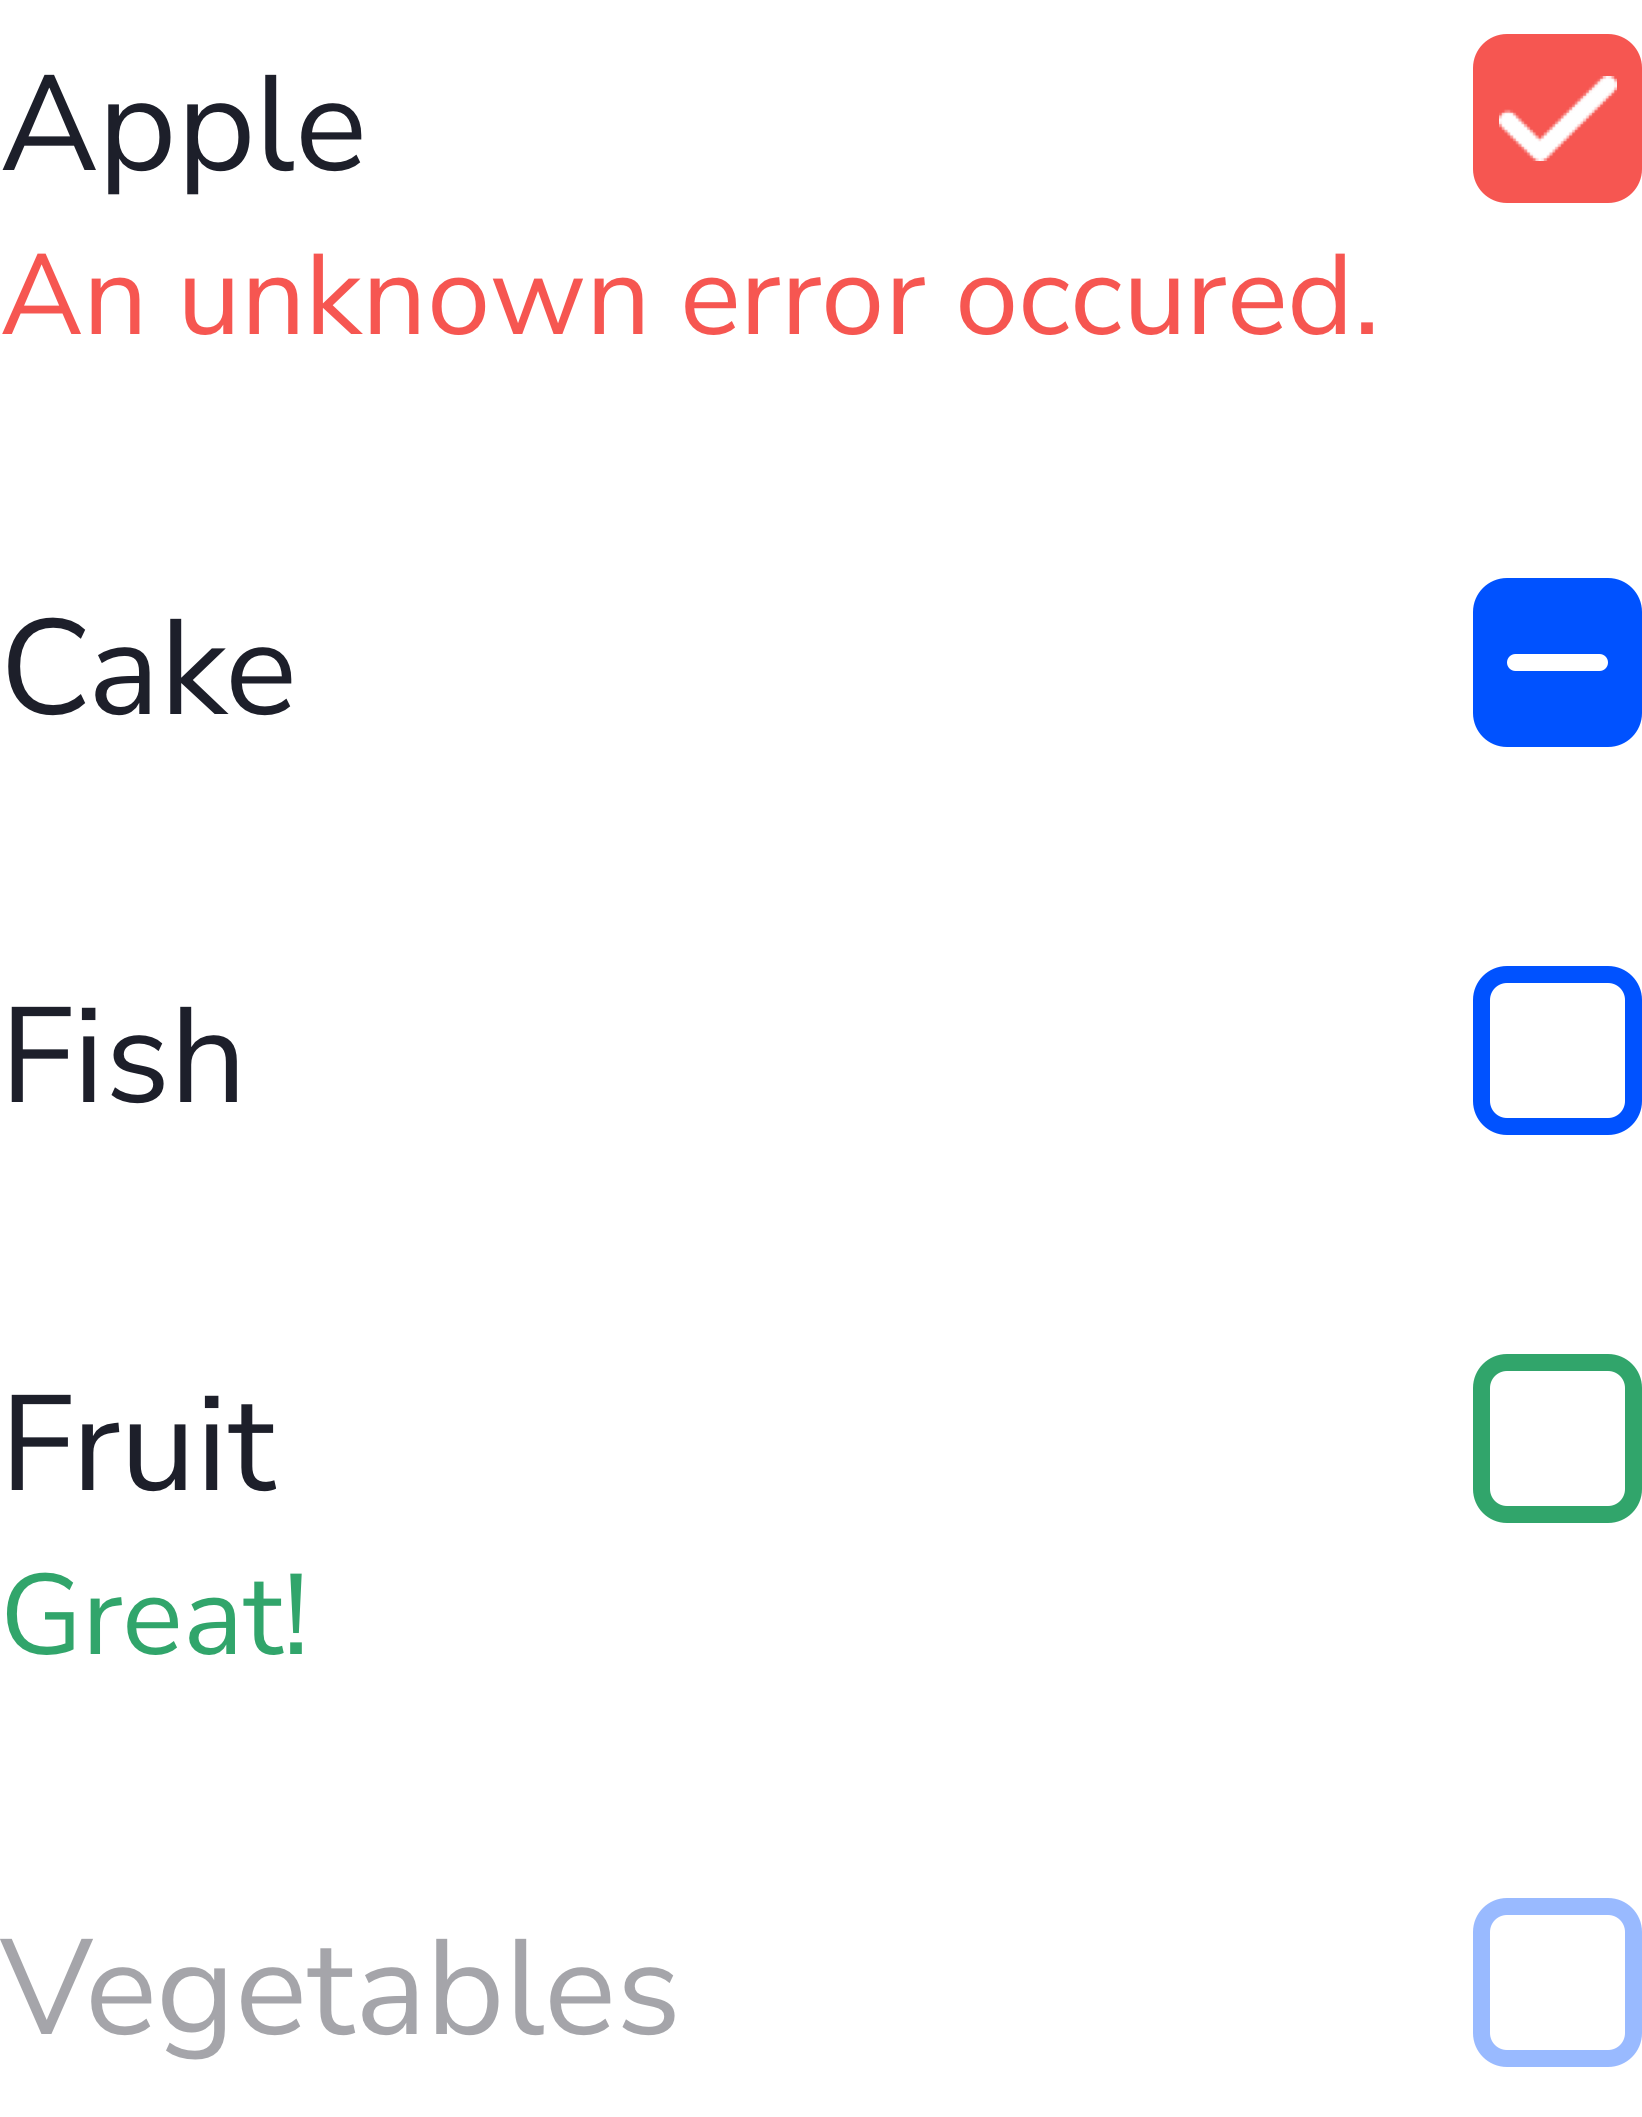 Apple
An unknown error occured.
Cake
Fish
Fruit
Great!
Vegetables